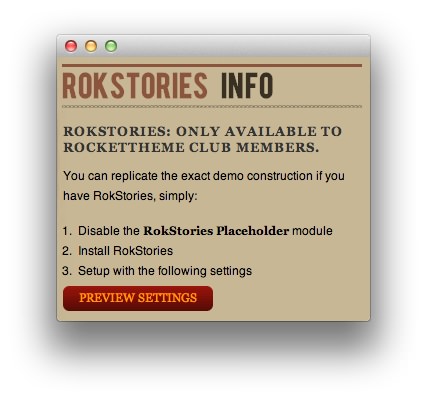 ROKSTORIES INFO
ROKSTORIES: ONLY AVAILABLE TO
ROCKETTHEME CLUB MEMBERS.
You can replicate the exact demo construction if you
have RokStories, simply:
1. Disable the RokStories Placeholder module
2. Install RokStories
3. Setup with the following settings
PREVIEW SETTINGS